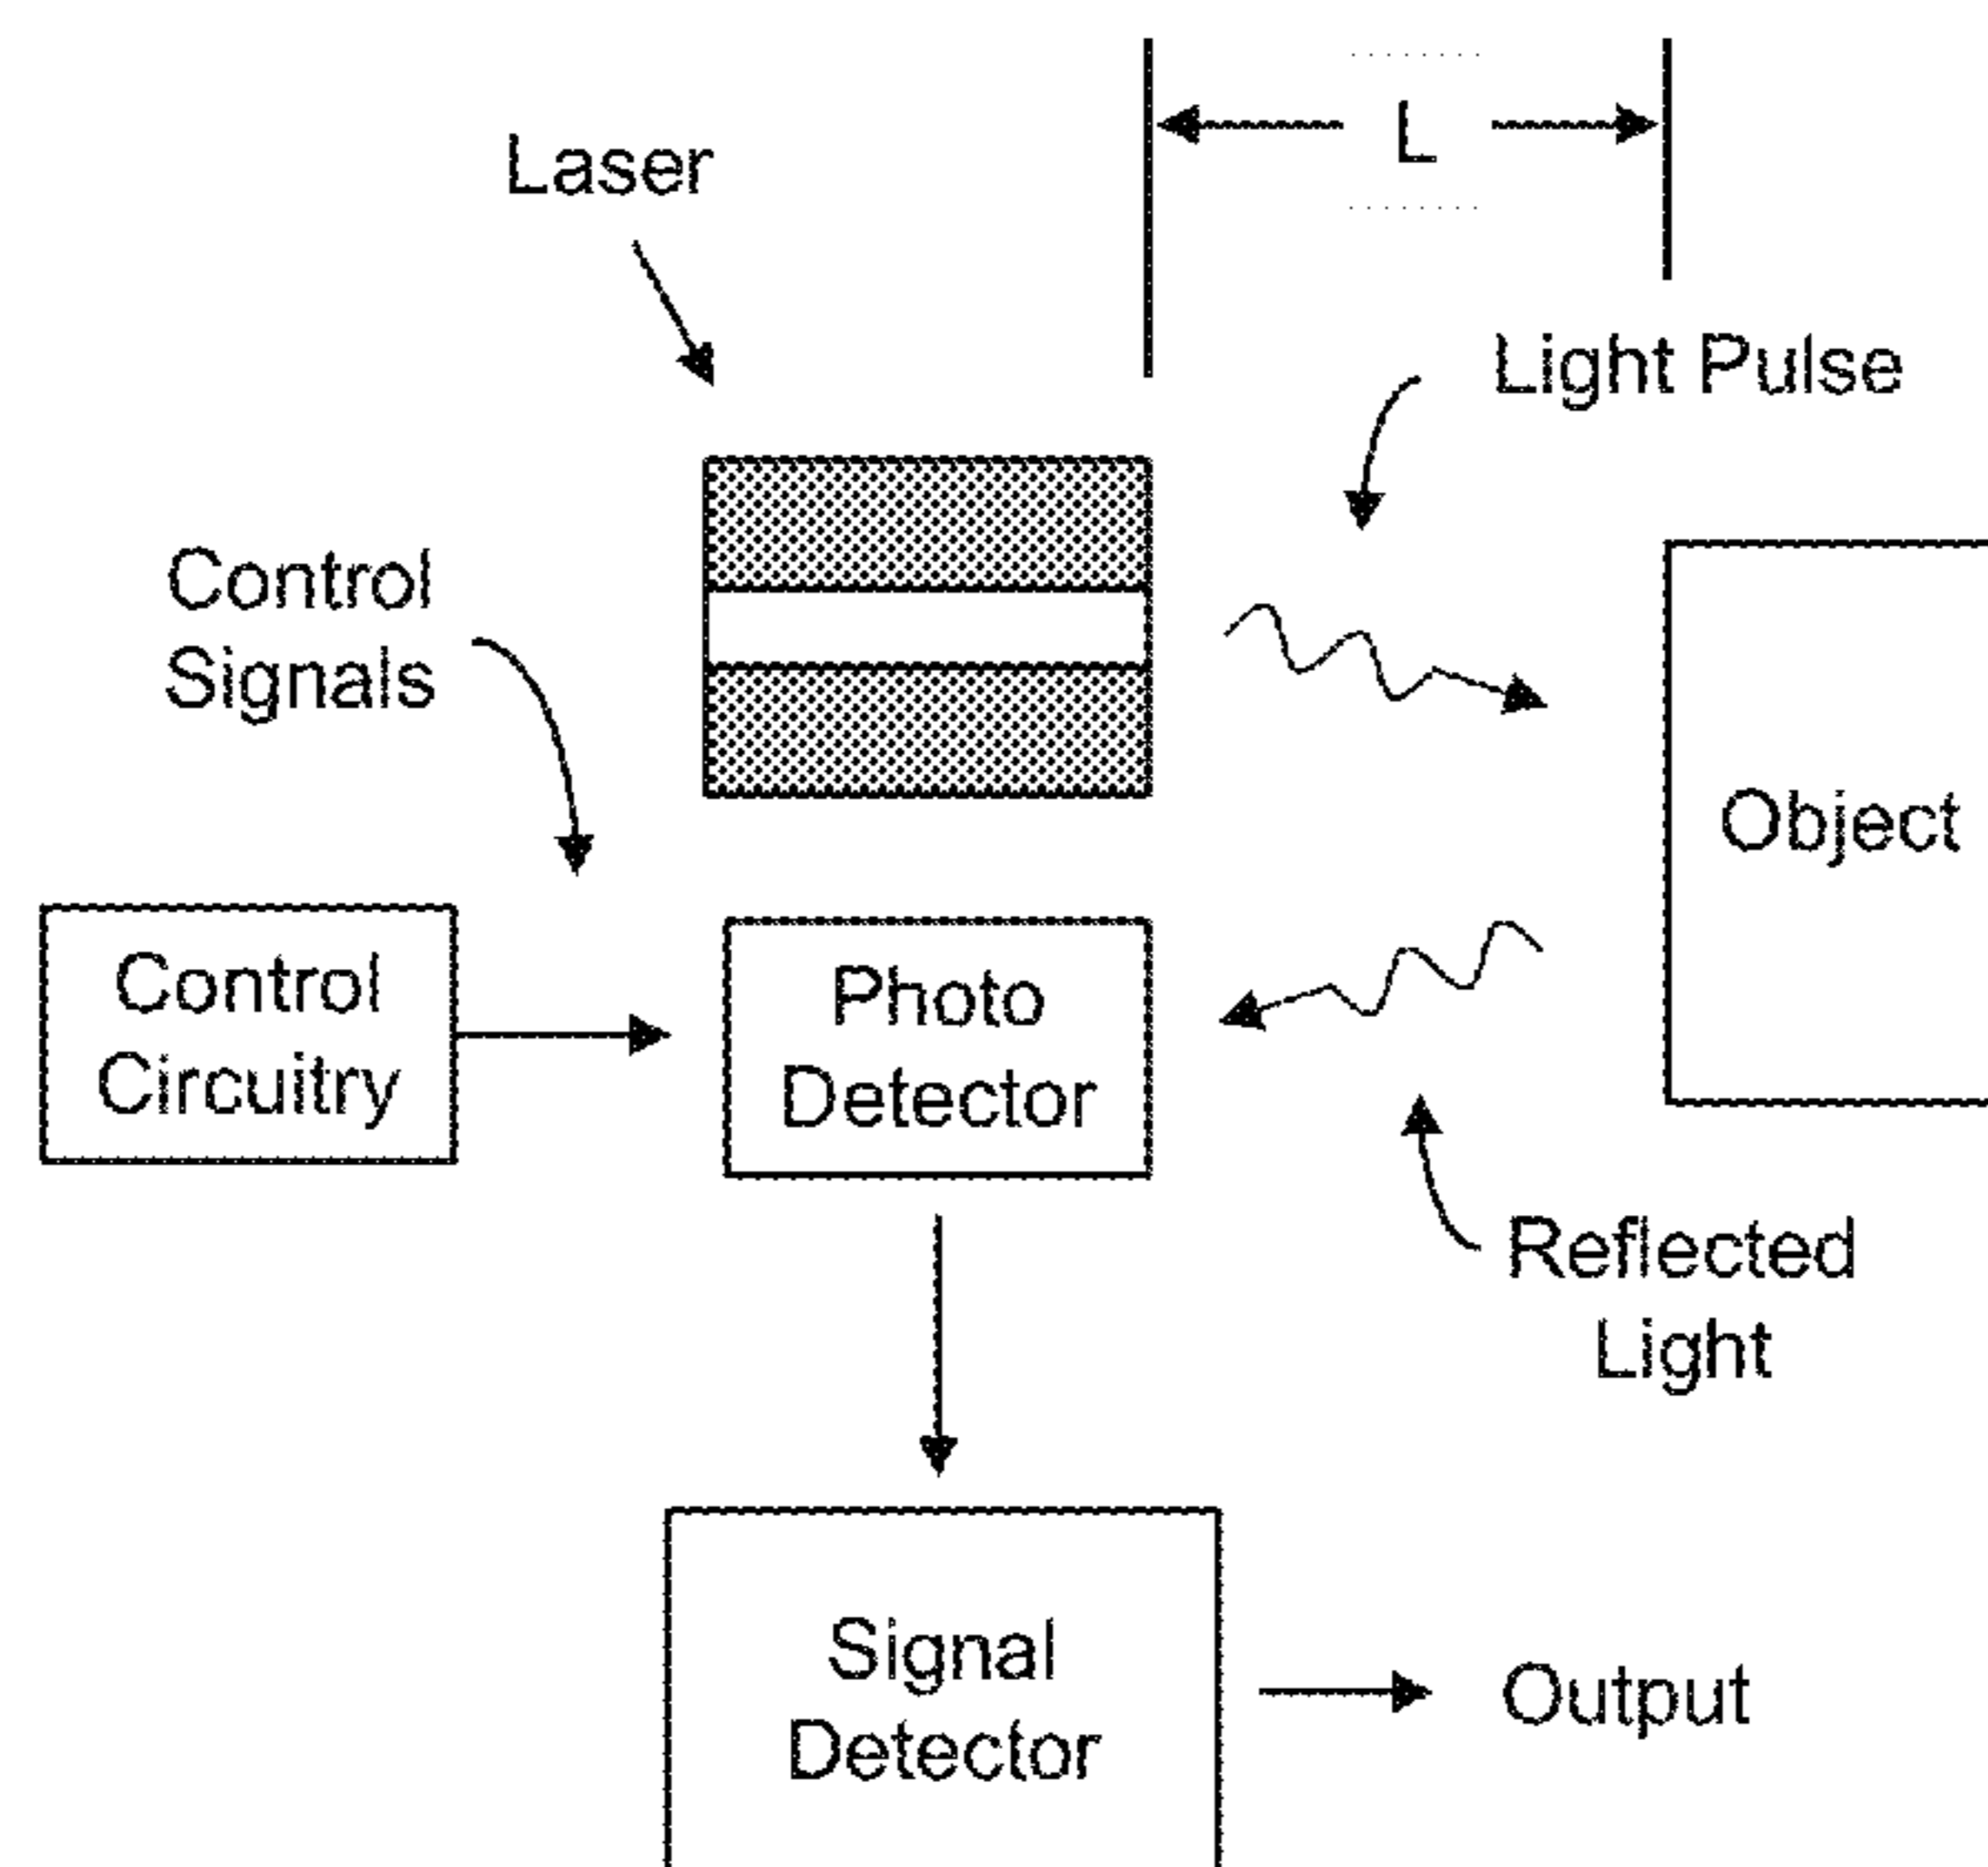 L
Laser
Light Pulse
Control
Signals
Object
Control
Circuitry
Photo
Detector
Reflected
Light
Signal
Detector
Output